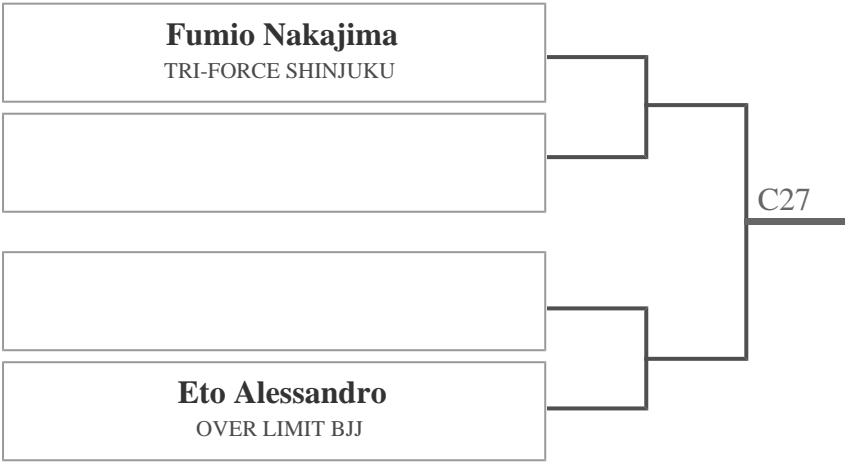 Fumio Nakajima
TRI-FORCE SHINJUKU
C27
Eto Alessandro
OVER LIMIT BJJ